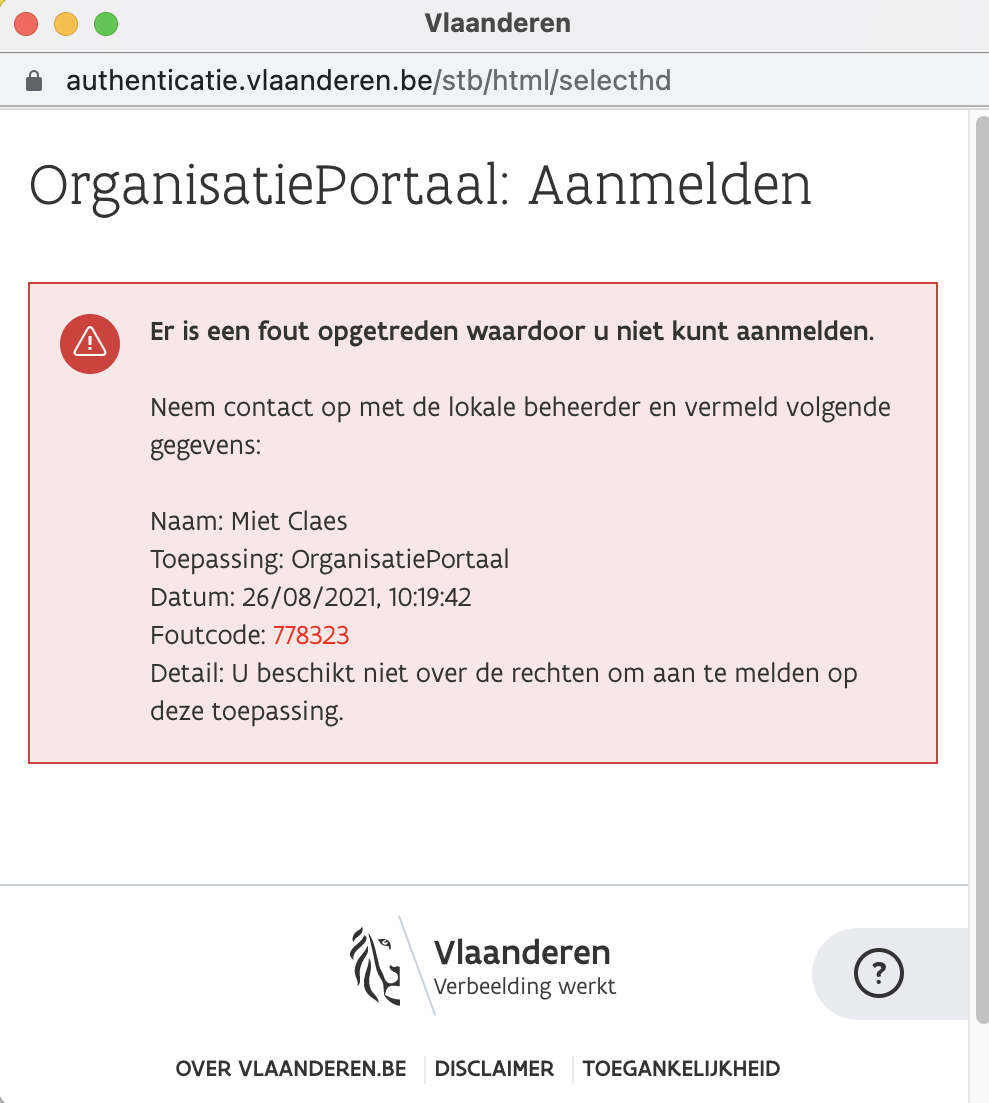 Vlaanderen
authenticatie.vlaanderen.be/stb/html/selecthd
OrganisatiePortaal: Aanmelden
Er is een fout opgetreden waardoor u niet kunt aanmelden.
Neem contact op met de lokale beheerder en vermeld volgende
gegevens:
Naam: Miet Claes
Toepassing: OrganisatiePortaal
Datum: 26/08/2021, 10:19:42
Foutcode: 778323
Detail: U beschikt niet over de rechten om aan te melden op
deze toepassing.
Vlaanderen
Verbeelding werkt
?
OVER VLAANDEREN.BE
DISCLAIMER
TOEGANKELIJKHEID